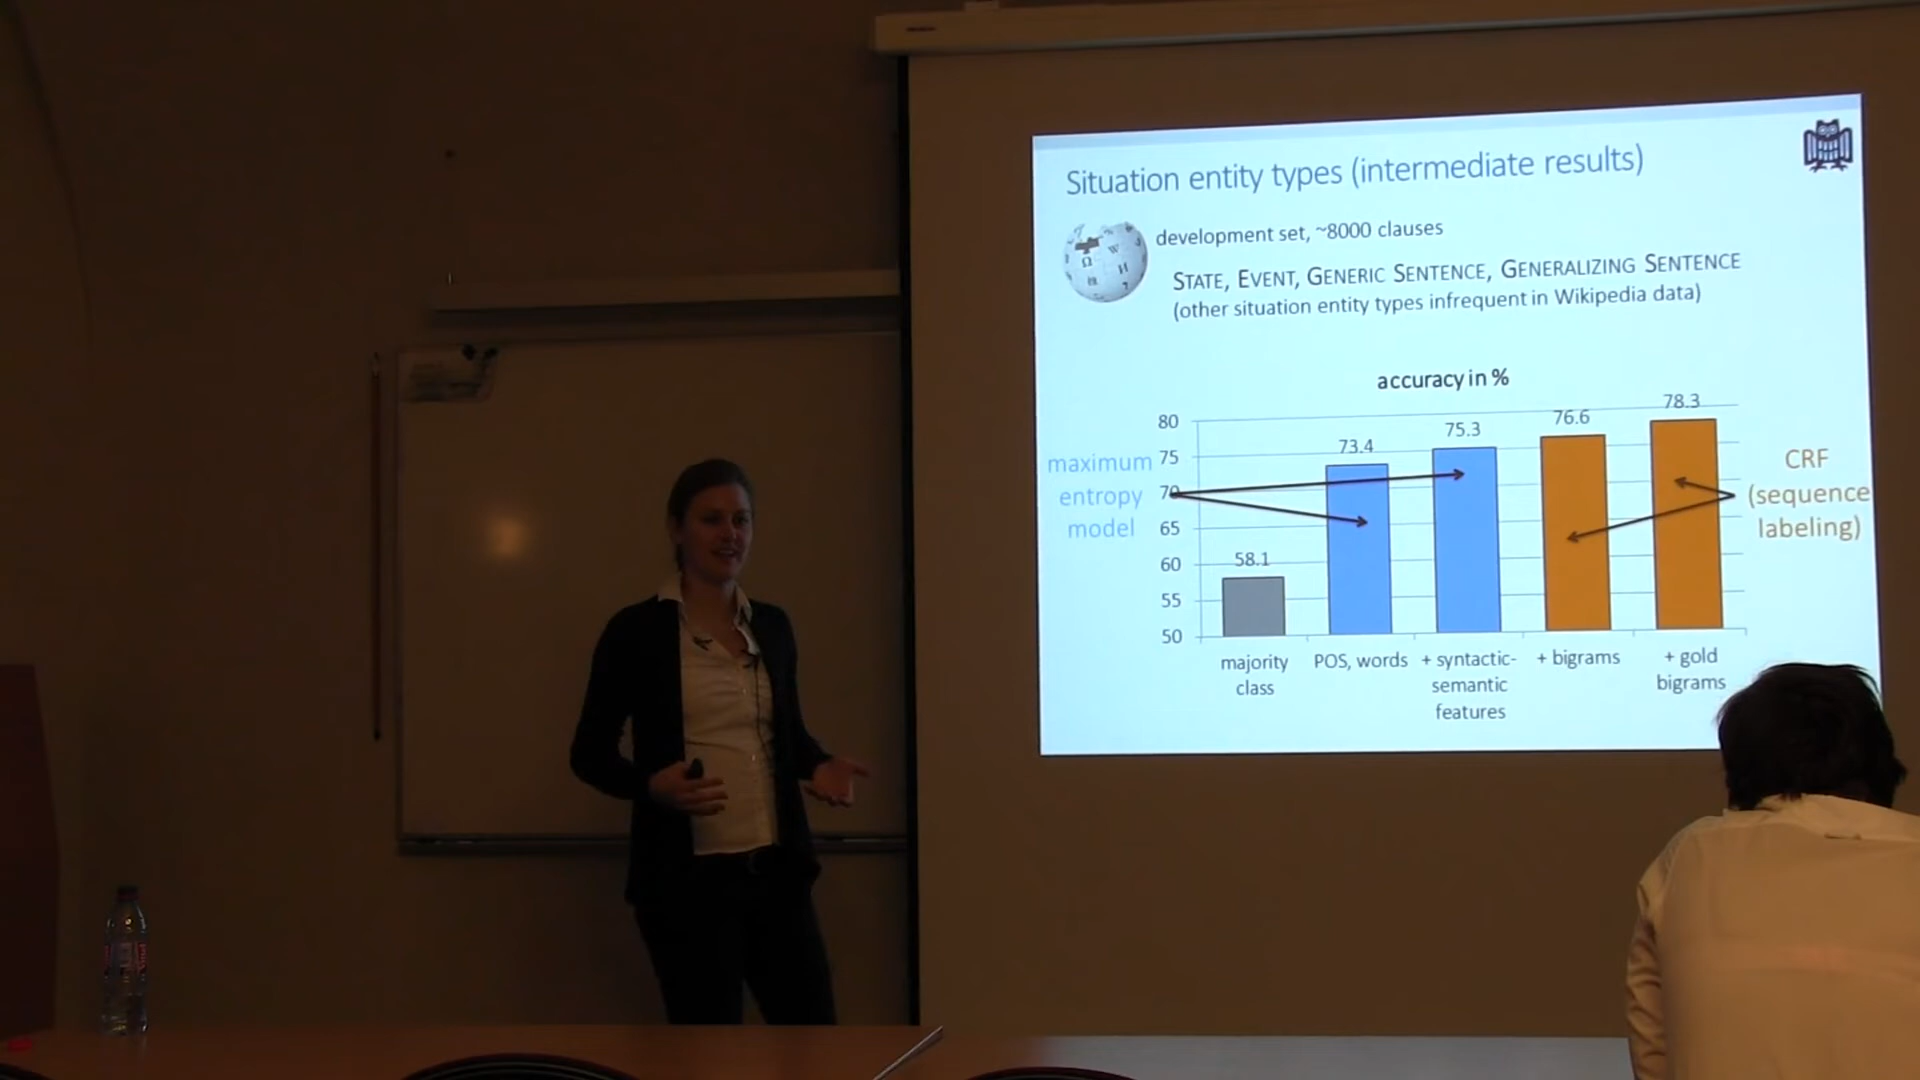 Situation entity types (intermediate results)
development set, ~8000 clauses
STATE, EVENT, GENERIC SENTENCE, GENERALIZING SENTENCE
(other situation entity types infrequent in Wikipedia data)
accuracy in %
maximum
entropy
model
80
75
70
65
60
55
50
58.1
73.4
75.3
76.6
78.3
CRF
(sequence
labeling)
majority
class
POS, words
+ syntactic-
semantic
features
+ bigrams
+ gold
bigrams
Ω
W
И